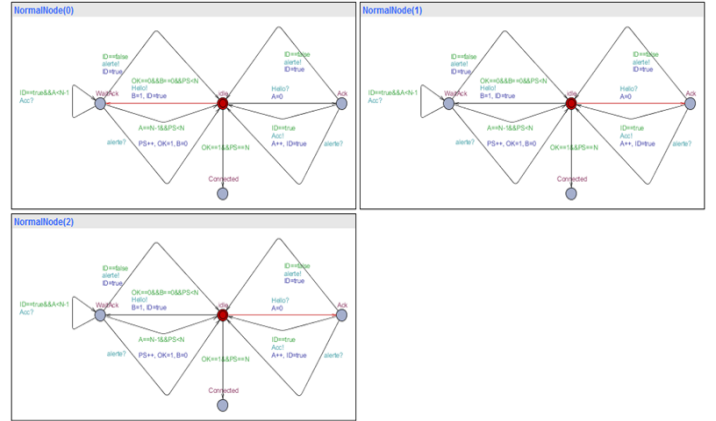 NormalNode(0)
ID==false
alerte!
ID=true
ID==false
alerte!
ID=true
ID==true&&A<N-1
Acc?
OK==0&&B==0&&PS<N
Hello!
B=1, ID=true
Hello?
A=0
WaitAck
idle
Ack
A==N-1&&PS<N
PS++, OK=1, B=0
alerte?
OK==1&&PS==N
ID==true
Acc!
A++, ID=true
alerte?
Connected
NormalNode(1)
ID==false
alerte!
ID=true
ID==false
alerte!
ID=true
ID==true&&A<N-1
Acc?
OK==0&&B==0&&PS<N
Hello!
B=1, ID=true
Hello?
A=0
WaitAck
idle
Ack
A==N-1&&PS<N
PS++, OK=1, B=0
alerte?
OK==1&&PS==N
ID==true
Acc!
A++, ID=true
alerte?
Connected
NormalNode(2)
ID==false
alerte!
ID=true
ID==false
alerte!
ID=true
ID==true&&A<N-1
Acc?
OK==0&&B==0&&PS<N
Hello!
B=1, ID=true
Hello?
A=0
WaitAck
idle
Ack
A==N-1&&PS<N
PS++, OK=1, B=0
alerte?
OK==1&&PS==N
ID==true
Acc!
A++, ID=true
alerte?
Connected